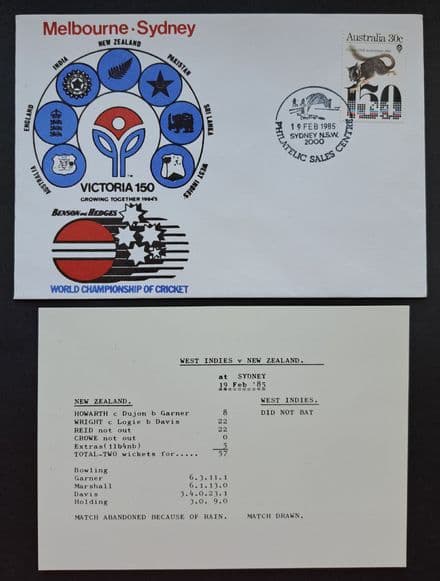 Melbourne·Sydney
NEW ZEALAND
INDIA
PAKISTAN
ENGLAND
SRI LANKA
AUSTRALIA
WEST INDIES
VICTORIA 150
TM
GROWING TOGETHER 1984'5
BENSON and HEDGES
WORLD CHAMPIONSHIP OF CRICKET
Australia 30c
150
19 FEB 1985
SYDNEY N.S.W.
2000
PHILATELIC SALES CENTRE
WEST INDIES v NEW ZEALAND.
at SYDNEY
19 Feb '85
NEW ZEALAND. WEST INDIES.
HOWARTH c Dujon b Garner 8 DID NOT BAT
WRIGHT c Logie b Davis 22
REID not out 22
CROWE not out 0
Extras(1lb4nb) 5
TOTAL-TWO wickets for..... 57
Bowling
Garner 6.3.11.1
Marshall 6.1.13.0
Davis 3.4.0.23.1
Holding 3.0. 9.0
MATCH ABANDONED BECAUSE OF RAIN. MATCH DRAWN.